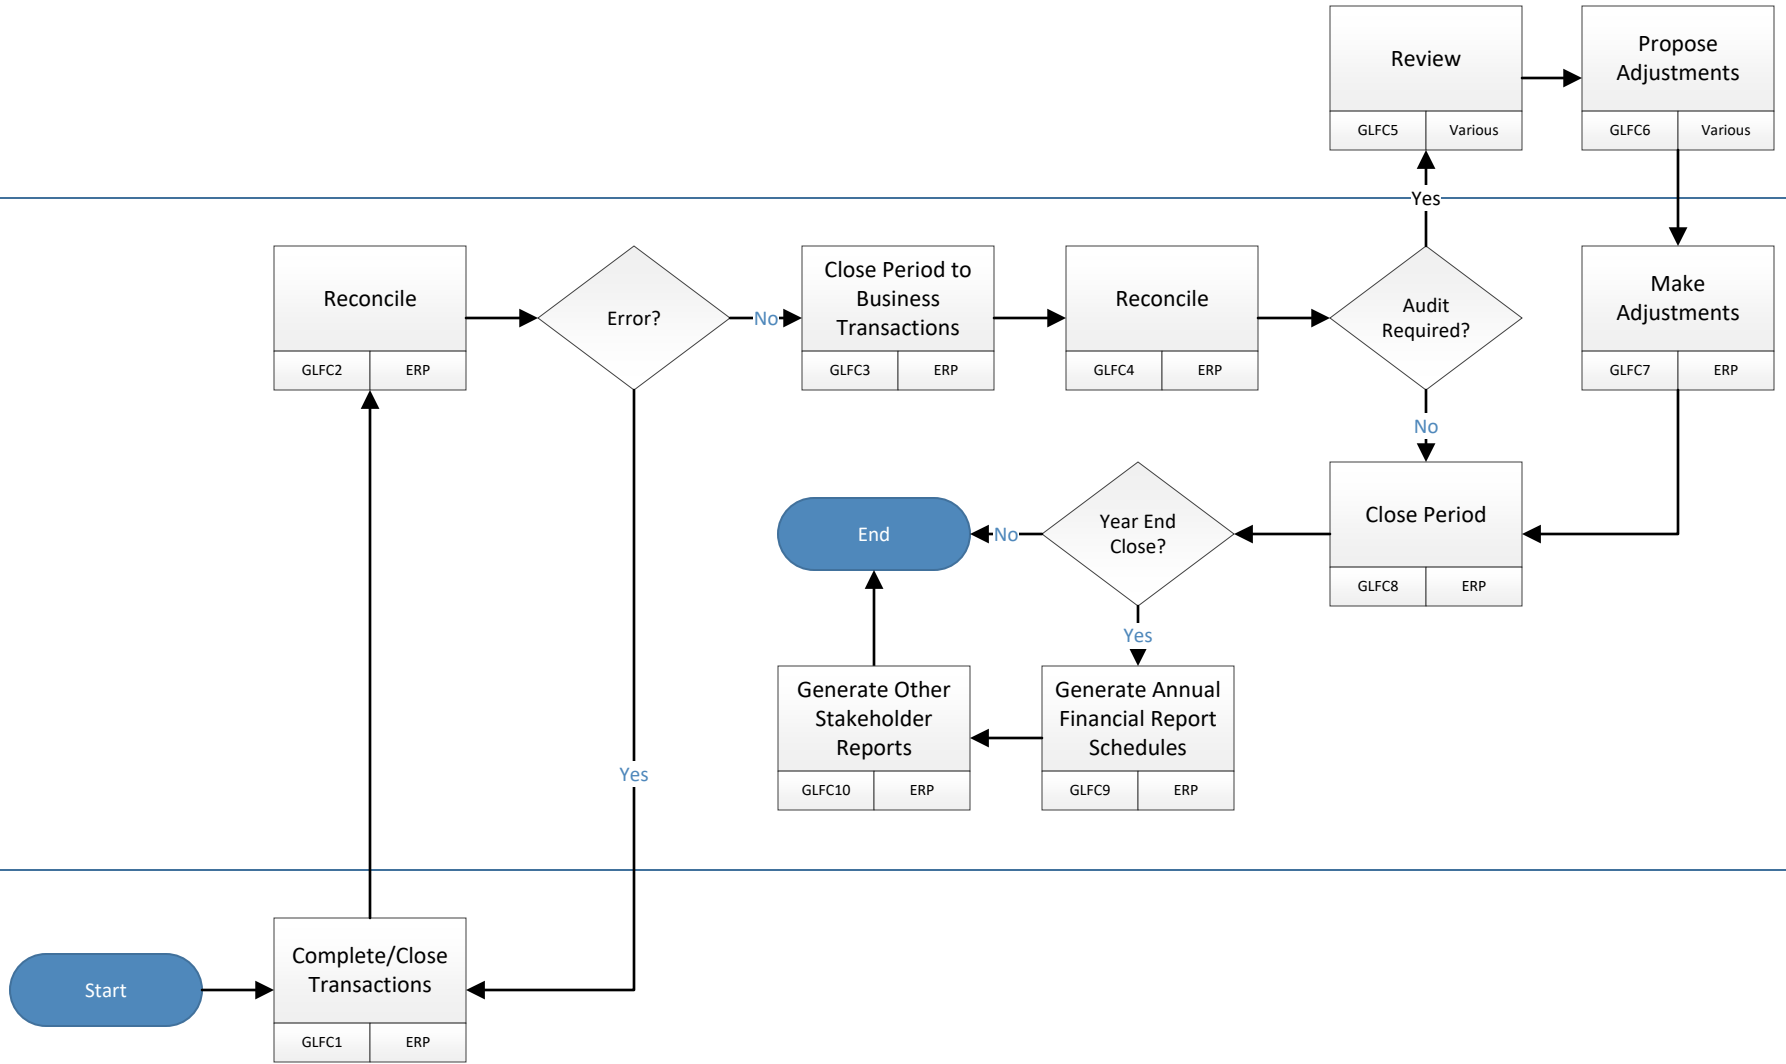 Review
GLFC5
Various
Propose
Adjustments
GLFC6
Various
Yes
Reconcile
GLFC2
ERP
Error?
No
Close Period to
Business
Transactions
GLFC3
ERP
Reconcile
GLFC4
ERP
Audit
Required?
Make
Adjustments
GLFC7
ERP
No
End
No
Year End
Close?
Close Period
GLFC8
ERP
Yes
Generate Other
Stakeholder
Reports
GLFC10
ERP
Generate Annual
Financial Report
Schedules
GLFC9
ERP
Yes
Start
Complete/Close
Transactions
GLFC1
ERP